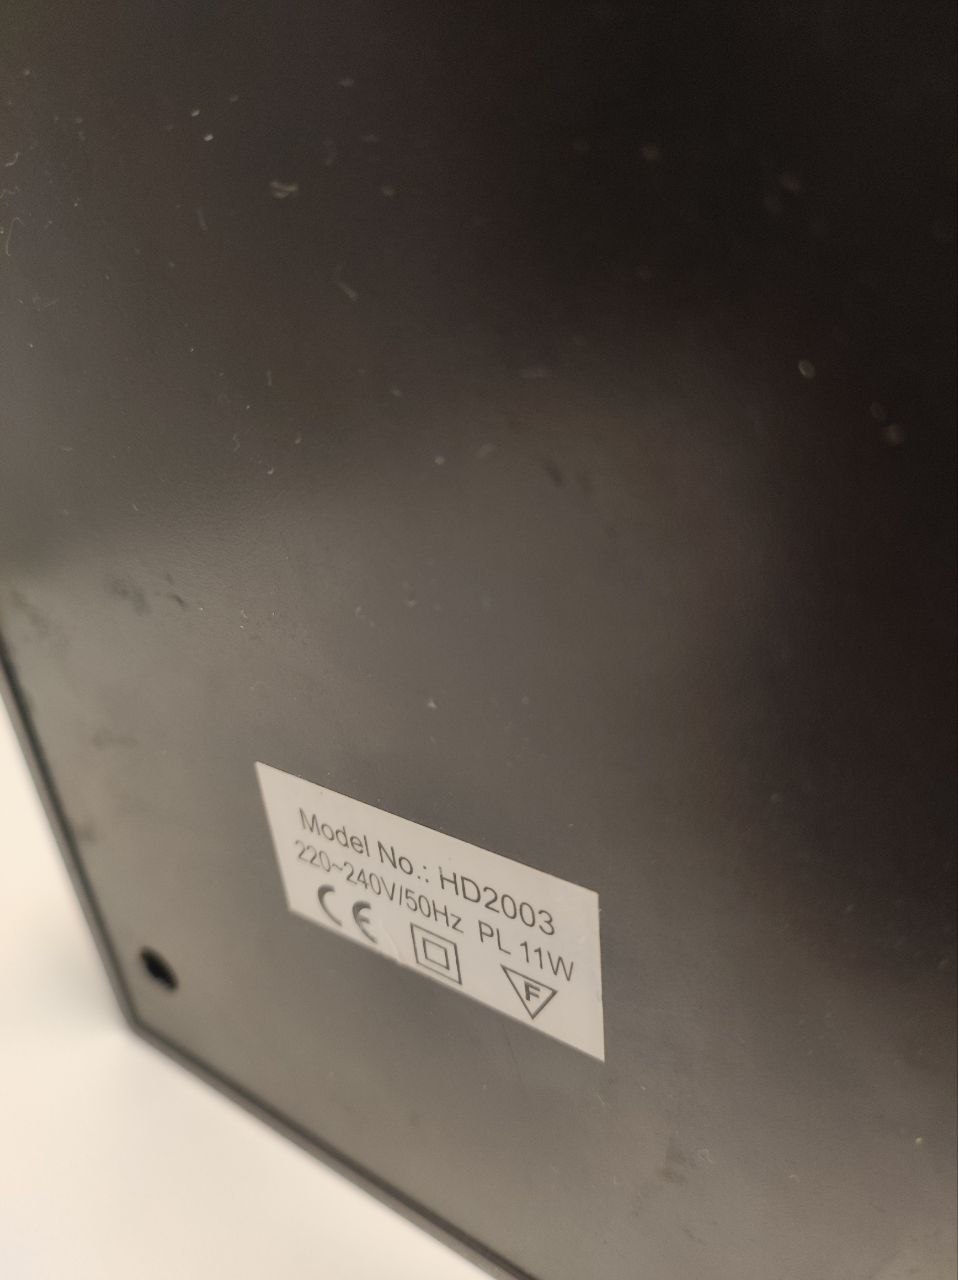 Model No.: HD2003
220~240V/50Hz PL 11W
CE F